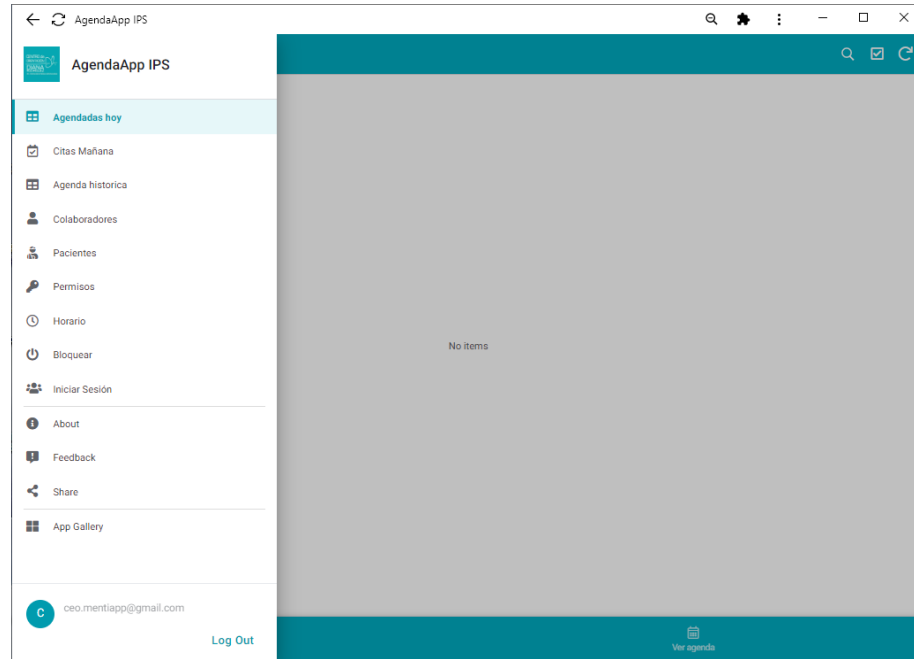 AgendaApp IPS
AgendaApp IPS
Agendadas hoy
Citas Mañana
Agenda historica
Colaboradores
Pacientes
Permisos
Horario
Bloquear
Iniciar Sesión
About
Feedback
Share
App Gallery
No items
C
ceo.mentiapp@gmail.com
Log Out
Ver agenda